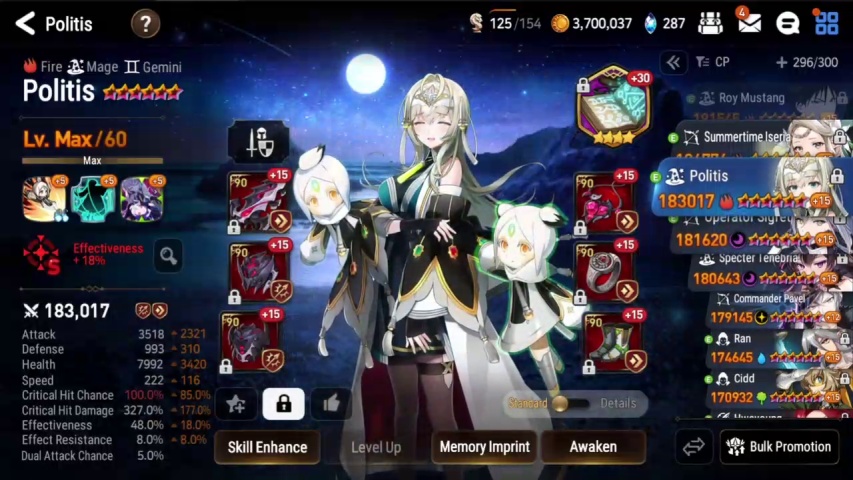 Politis
?
125/154
3,700,037
287
4
Fire Mage Gemini
Politis
Lv. Max/60
Max
+5 +5 +5
S
Effectiveness
+ 18%
183,017
Attack 3518 2321
Defense 993 310
Health 7992 3420
Speed 222 116
Critical Hit Chance 100.0% 85.0%
Critical Hit Damage 327.0% 177.0%
Effectiveness 48.0% 18.0%
Effect Resistance 8.0% 8.0%
Dual Attack Chance 5.0%
90 +15
90 +15
90 +15
+30
90 +15
90 +15
90 +15
Standard Details
Skill Enhance
Level Up
Memory Imprint
Awaken
CP
+ 296/300
Roy Mustang
Summertime Iseria
Politis
183017 +15
Operator Sigret
181620 +15
Specter Tenebria
180643 +15
Commander Pavel
179145 +12
Ran
174645 +15
Cidd
170932 +15
Bulk Promotion